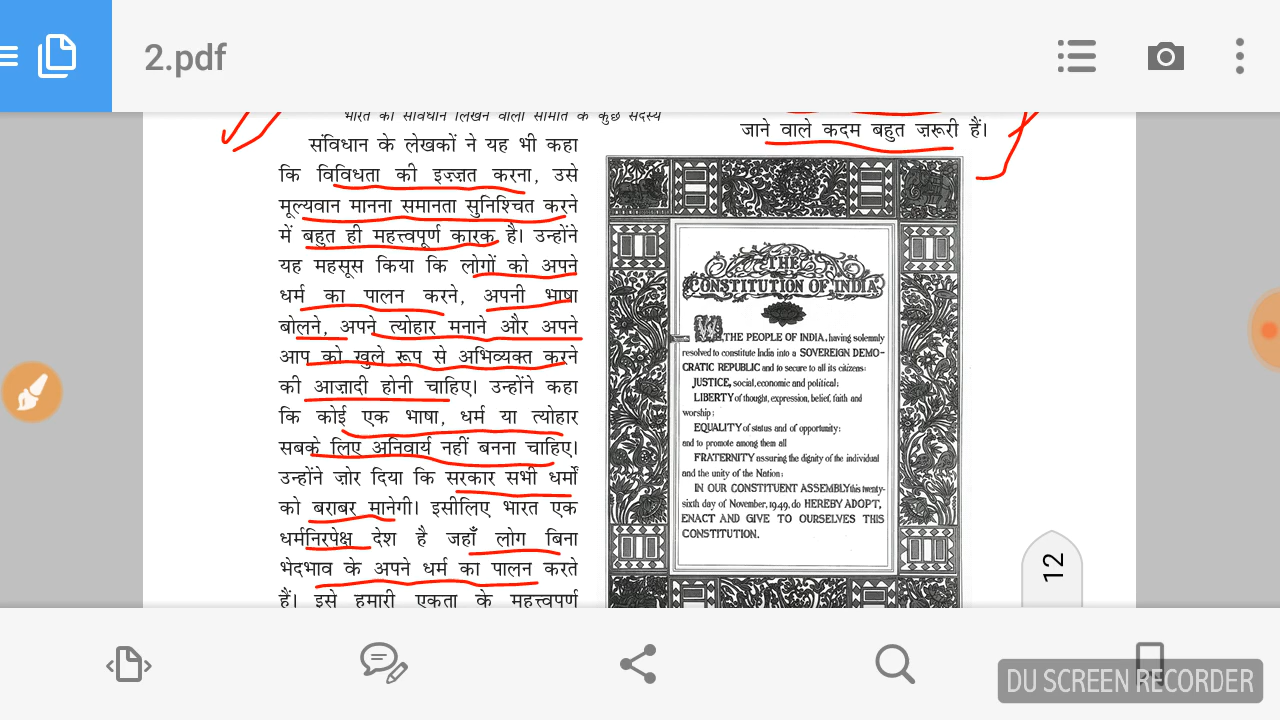 2.pdf
भारत का संविधान लिखने वाली समिति के कुछ सदस्य
संविधान के लेखकों ने यह भी कहा
कि विविधता की इज़्ज़त करना, उसे
मूल्यवान मानना समानता सुनिश्चित करने
में बहुत ही महत्त्वपूर्ण कारक है। उन्होंने
यह महसूस किया कि लोगों को अपने
धर्म का पालन करने, अपनी भाषा
बोलने, अपने त्योहार मनाने और अपने
आप को खुले रूप से अभिव्यक्त करने
की आज़ादी होनी चाहिए। उन्होंने कहा
कि कोई एक भाषा, धर्म या त्योहार
सबके लिए अनिवार्य नहीं बनना चाहिए।
उन्होंने ज़ोर दिया कि सरकार सभी धर्मों
को बराबर मानेगी। इसीलिए भारत एक
धर्मनिरपेक्ष देश है जहाँ लोग बिना
भेदभाव के अपने धर्म का पालन करते
हैं। इसे हमारी एकता के महत्त्वपूर्ण
जाने वाले कदम बहुत ज़रूरी हैं।
THE
CONSTITUTION OF INDIA
WE, THE PEOPLE OF INDIA, having solemnly
resolved to constitute India into a SOVEREIGN DEMO-
CRATIC REPUBLIC and to secure to all its citizens:
JUSTICE, social, economic and political;
LIBERTY of thought, expression, belief, faith and
worship;
EQUALITY of status and of opportunity;
and to promote among them all
FRATERNITY assuring the dignity of the individual
and the unity of the Nation;
IN OUR CONSTITUENT ASSEMBLY this twenty-
sixth day of November, 1949, do HEREBY ADOPT,
ENACT AND GIVE TO OURSELVES THIS
CONSTITUTION.
12
DU SCREEN RECORDER